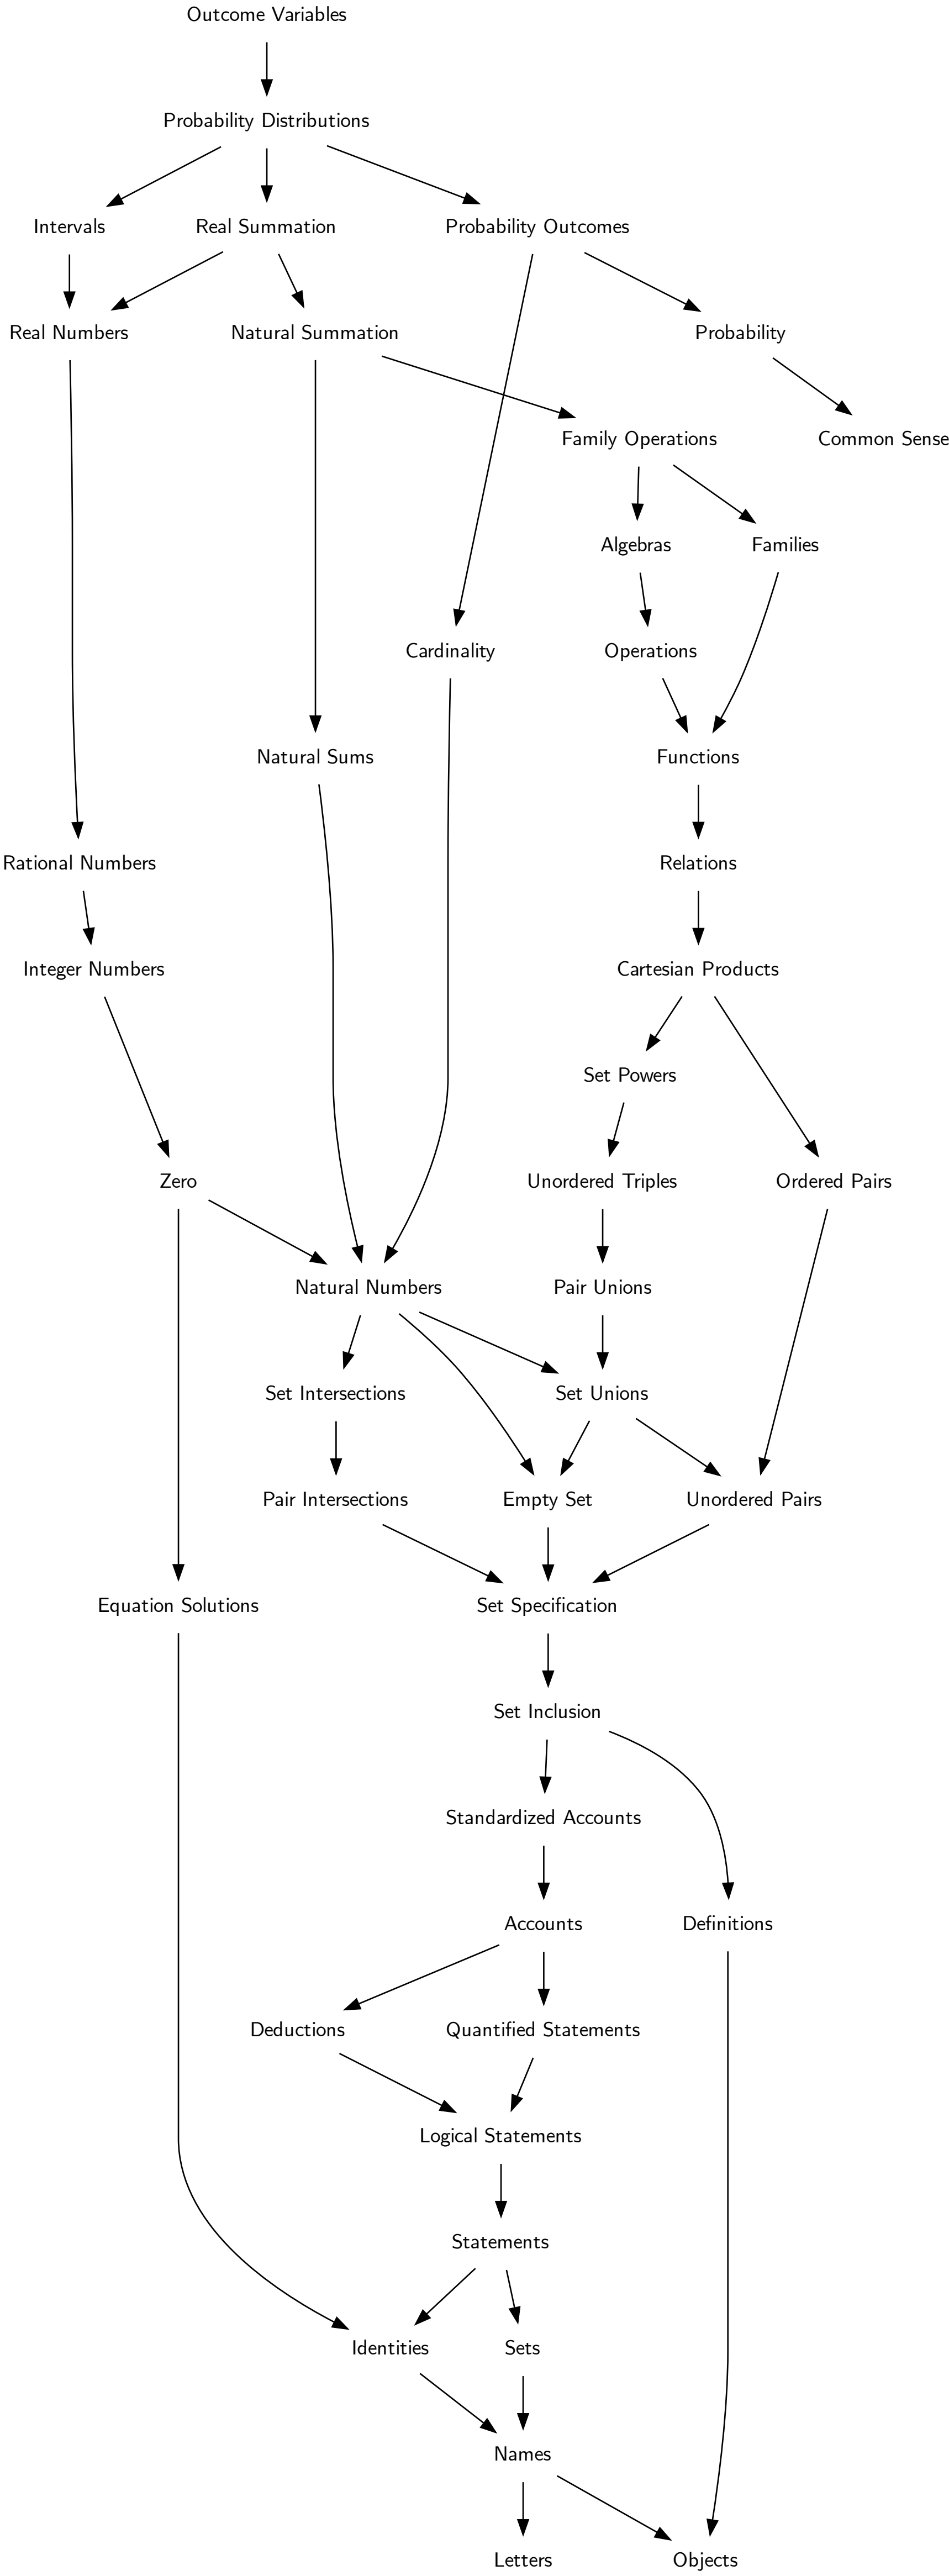 Outcome Variables
Probability Distributions
Intervals
Real Summation
Probability Outcomes
Real Numbers
Natural Summation
Probability
Family Operations
Common Sense
Algebras
Families
Cardinality
Operations
Natural Sums
Functions
Rational Numbers
Relations
Integer Numbers
Cartesian Products
Set Powers
Zero
Unordered Triples
Ordered Pairs
Natural Numbers
Pair Unions
Set Intersections
Set Unions
Pair Intersections
Empty Set
Unordered Pairs
Equation Solutions
Set Specification
Set Inclusion
Standardized Accounts
Accounts
Definitions
Deductions
Quantified Statements
Logical Statements
Statements
Identities
Sets
Names
Letters
Objects